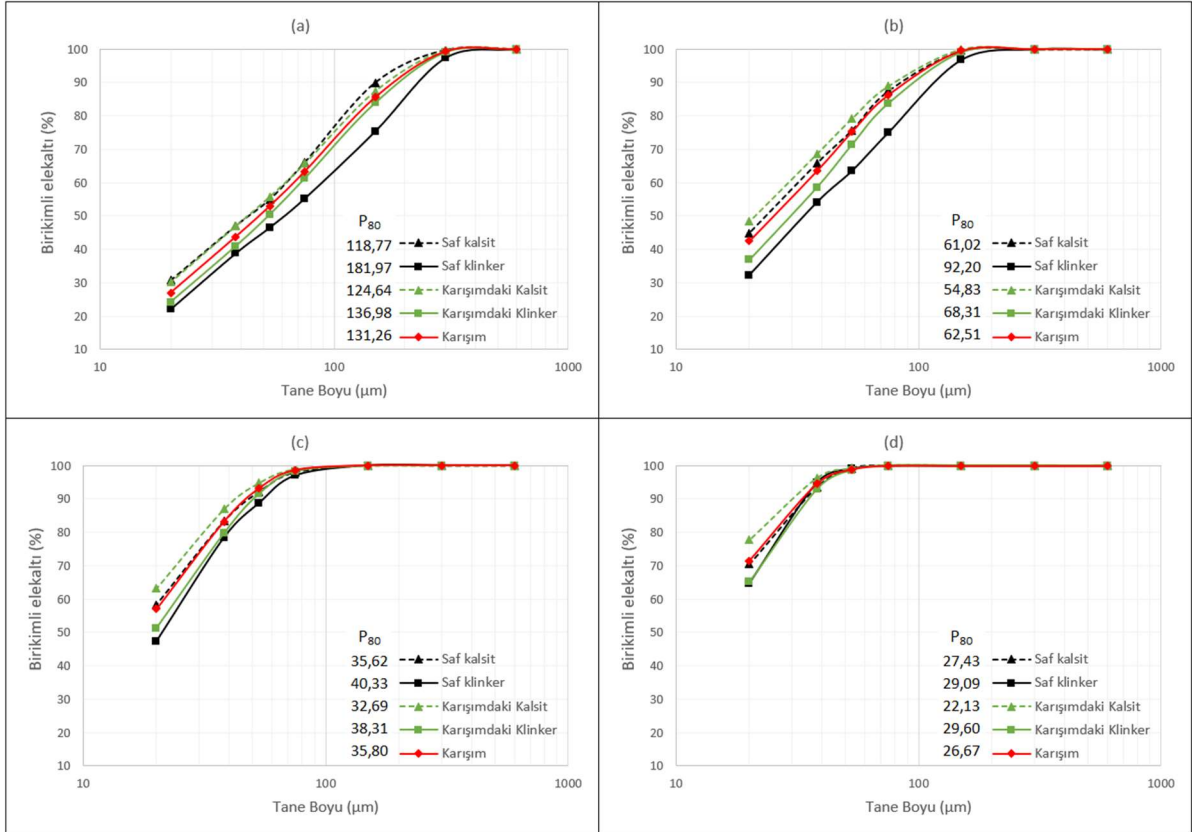 (a)
Birikimli elekaltı (%)
100
90
80
70
60
50
40
30
20
10
P80
118,77 Saf kalsit
181,97 Saf klinker
124,64 Karışımdaki Kalsit
136,98 Karışımdaki Klinker
131,26 Karışım
10 100 1000
Tane Boyu (µm)
(b)
Birikimli elekaltı (%)
100
90
80
70
60
50
40
30
20
10
P80
61,02 Saf kalsit
92,20 Saf klinker
54,83 Karışımdaki Kalsit
68,31 Karışımdaki Klinker
62,51 Karışım
10 100 1000
Tane Boyu (µm)
(c)
Birikimli elekaltı (%)
100
90
80
70
60
50
40
30
20
10
P80
35,62 Saf kalsit
40,33 Saf klinker
32,69 Karışımdaki Kalsit
38,31 Karışımdaki Klinker
35,80 Karışım
10 100 1000
Tane Boyu (µm)
(d)
Birikimli elekaltı (%)
100
90
80
70
60
50
40
30
20
10
P80
27,43 Saf kalsit
29,09 Saf klinker
22,13 Karışımdaki Kalsit
29,60 Karışımdaki Klinker
26,67 Karışım
10 100 1000
Tane Boyu (µm)